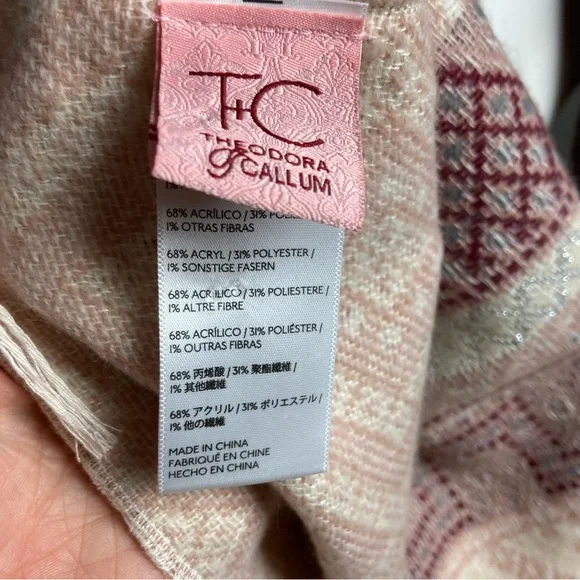 T+C
THEODORA
& CALLUM
68% ACRÍLICO / 31% POLIÉ
1% OTRAS FIBRAS
68% ACRYL / 31% POLYESTER /
1% SONSTIGE FASERN
68% ACRILICO / 31% POLIESTERE /
1% ALTRE FIBRE
68% ACRÍLICO / 31% POLIÉSTER /
1% OUTRAS FIBRAS
68% 丙烯酸 / 31% 聚酯纖維 /
1% 其他纖維
68% アクリル / 31% ポリエステル /
1% 他の繊維
MADE IN CHINA
FABRIQUÉ EN CHINE
HECHO EN CHINA